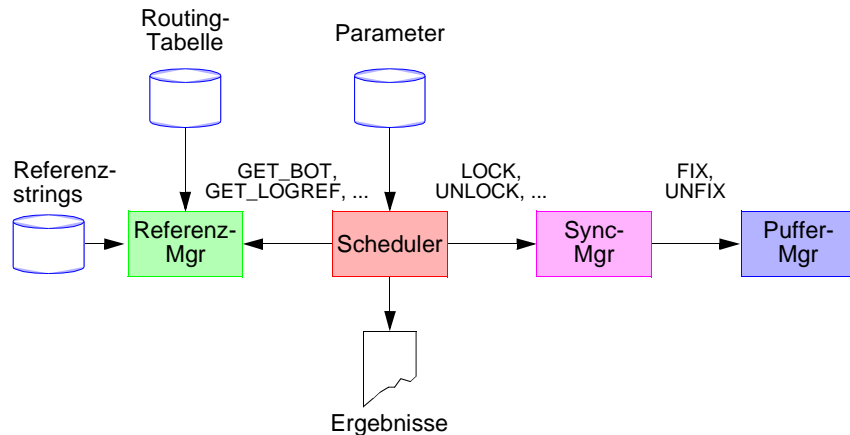 Routing-
Tabelle
Parameter
Referenz-
strings
GET_BOT,
GET_LOGREF, ...
LOCK,
UNLOCK, ...
FIX,
UNFIX
Referenz-
Mgr
Scheduler
Sync-
Mgr
Puffer-
Mgr
Ergebnisse